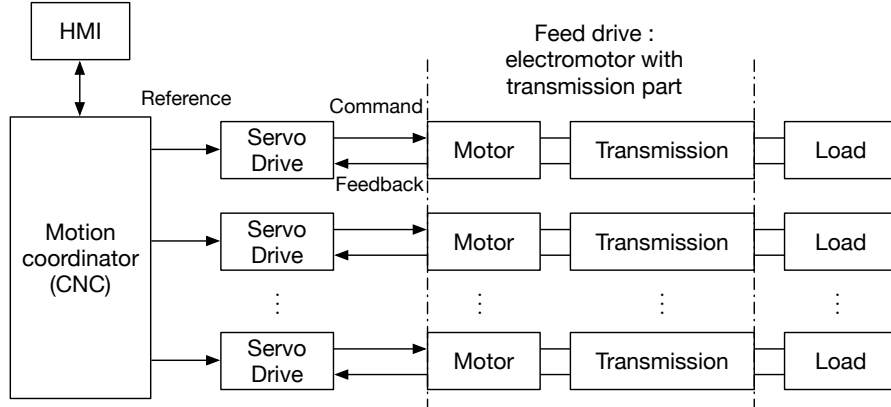 HMI
Feed drive :
electromotor with
transmission part
Reference
Command
Servo
Drive
Motor
Transmission
Load
Feedback
Motion
coordinator
(CNC)
Servo
Drive
Motor
Transmission
Load
Servo
Drive
Motor
Transmission
Load